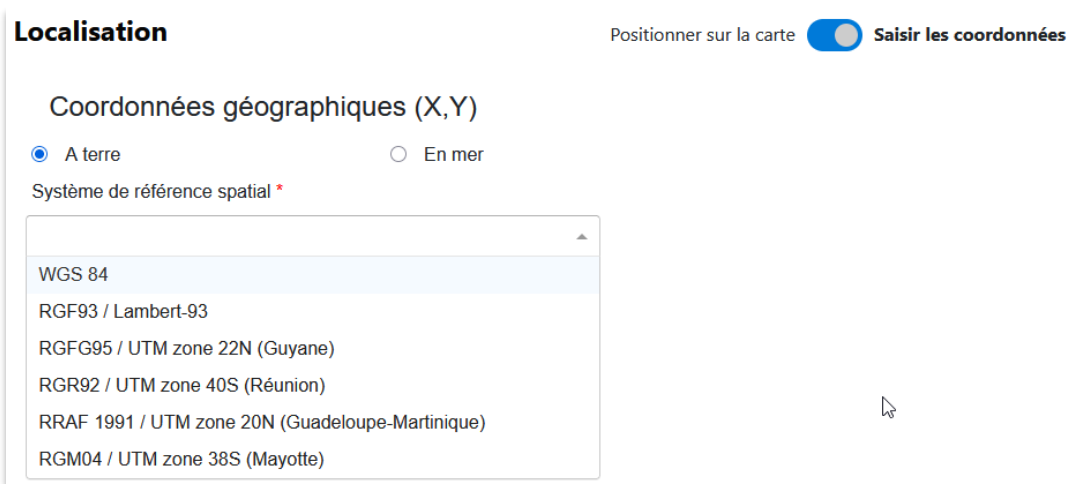 Localisation
Positionner sur la carte Saisir les coordonnées
Coordonnées géographiques (X,Y)
A terre En mer
Système de référence spatial *
WGS 84
RGF93 / Lambert-93
RGFG95 / UTM zone 22N (Guyane)
RGR92 / UTM zone 40S (Réunion)
RRAF 1991 / UTM zone 20N (Guadeloupe-Martinique)
RGM04 / UTM zone 38S (Mayotte)